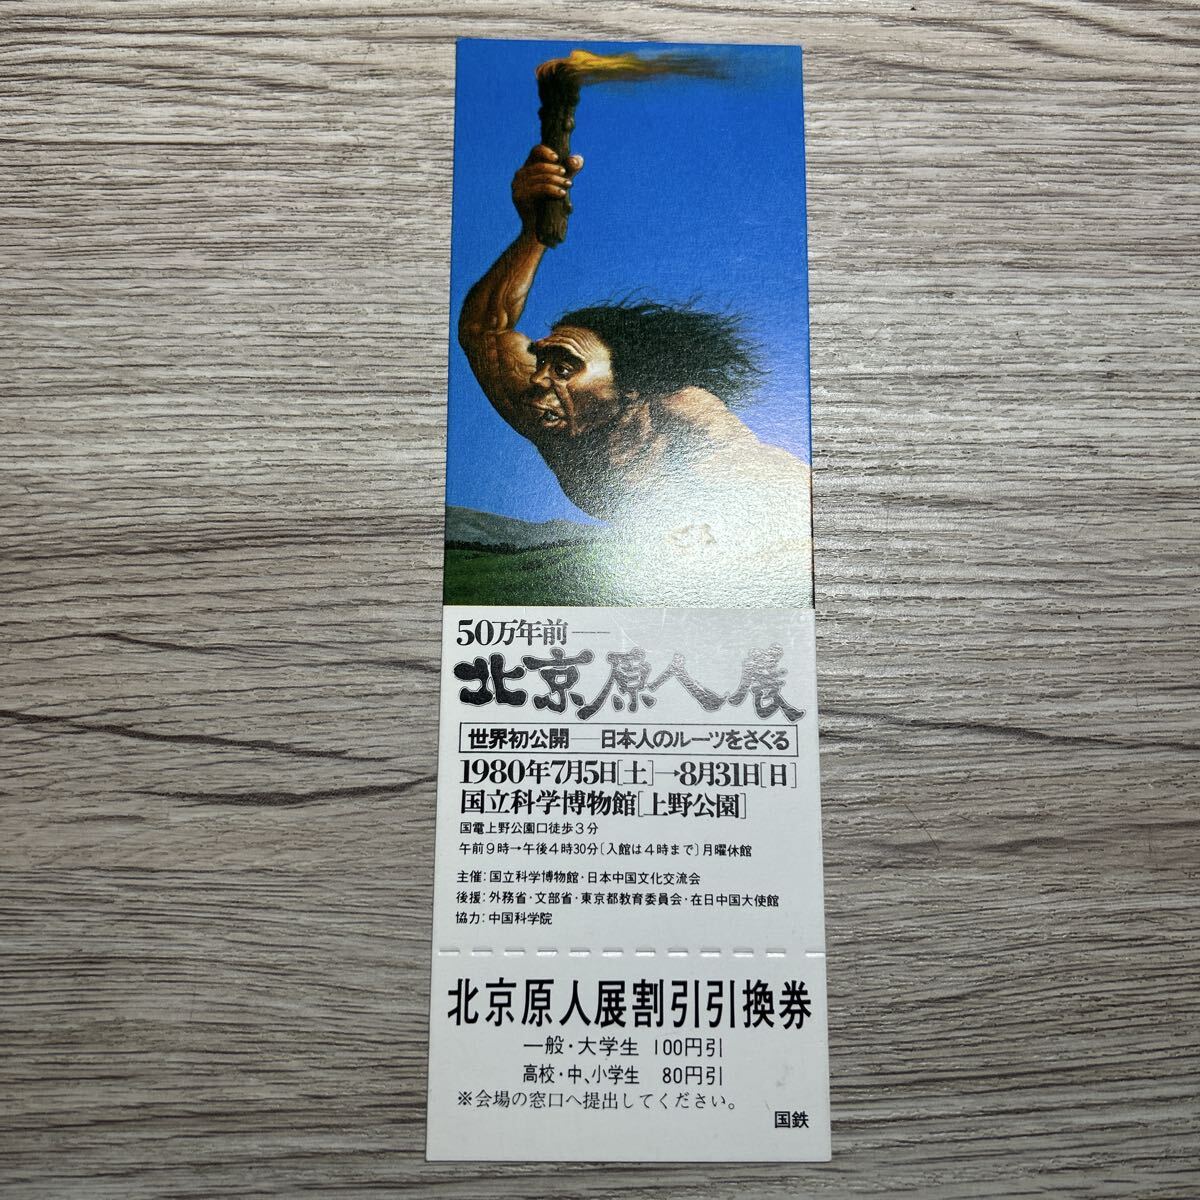 50万年前――
北京原人展
世界初公開――日本人のルーツをさぐる
1980年7月5日[土]→8月31日[日]
国立科学博物館[上野公園]
国電上野公園口徒歩3分
午前9時→午後4時30分〔入館は4時まで〕月曜休館
主催:国立科学博物館・日本中国文化交流会
後援:外務省・文部省・東京都教育委員会・在日中国大使館
協力:中国科学院
北京原人展割引引換券
一般・大学生 100円引
高校・中、小学生 80円引
※会場の窓口へ提出してください。
国鉄